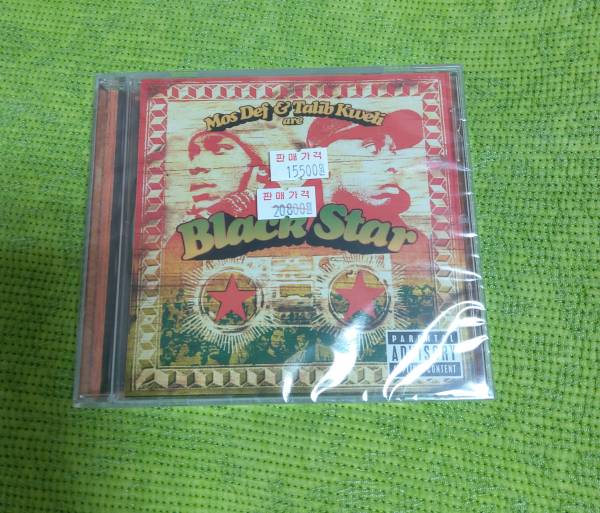 Mos Def & Talib Kweli
are
판매가격
15500원
판매가격
20800원
Black Star
PARENTAL
ADVISORY
EXPLICIT CONTENT